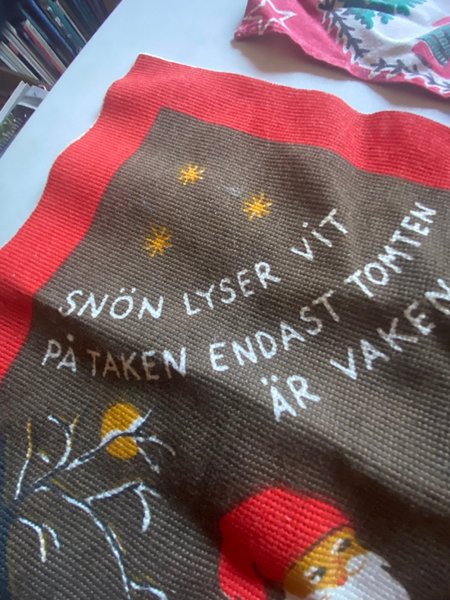 SNÖN LYSER VIT
PÅ TAKEN ENDAST TOMTEN
ÄR VAKEN